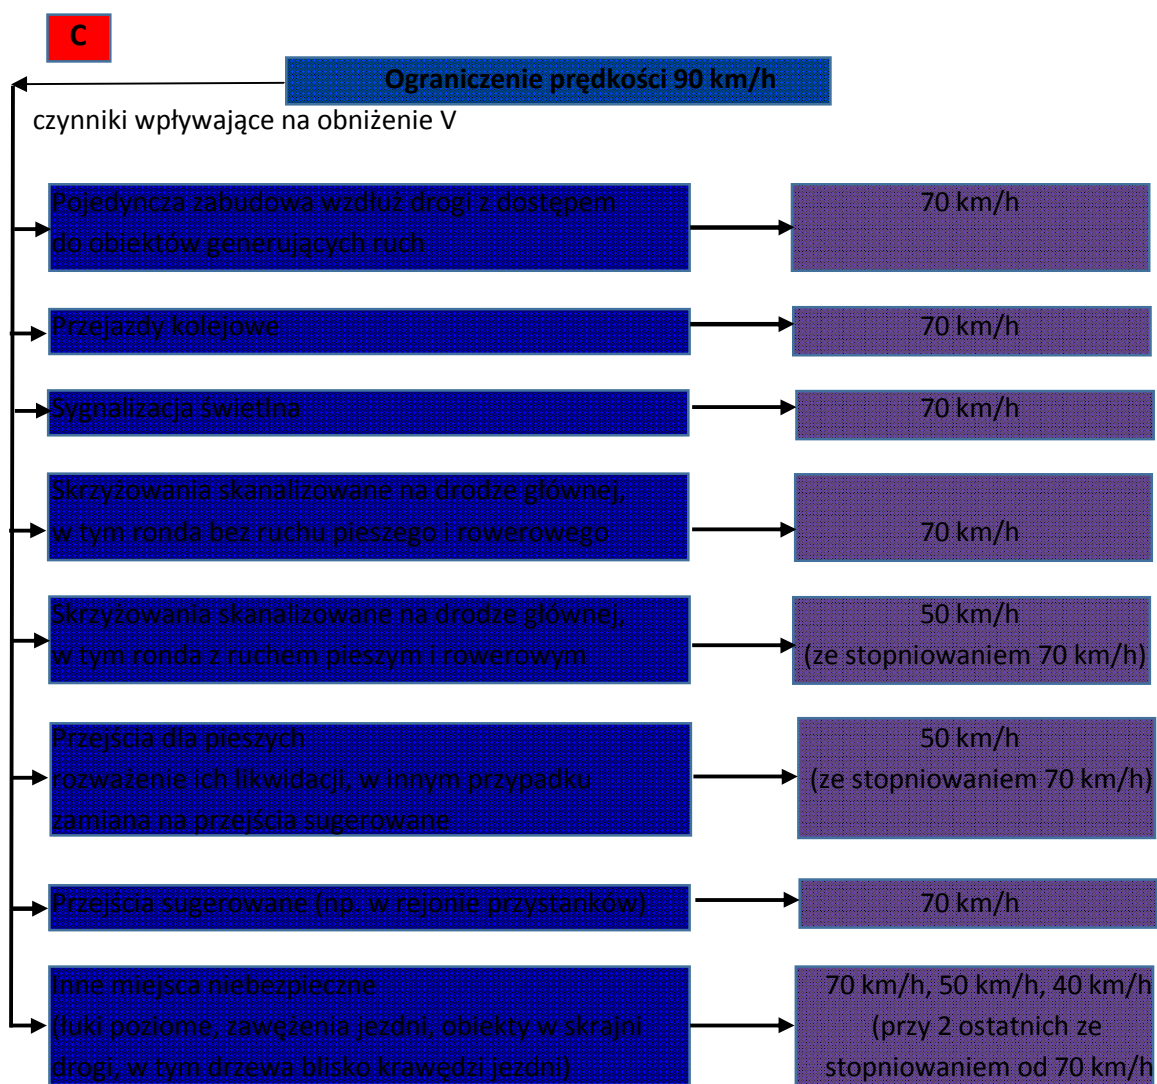 C
Ograniczenie prędkości 90 km/h
czynniki wpływające na obniżenie V
Pojedyncza zabudowa wzdłuż drogi z dostępem
do obiektów generujących ruch
70 km/h
Przejazdy kolejowe
70 km/h
Sygnalizacja świetlna
70 km/h
Skrzyżowania skanalizowane na drodze głównej,
w tym ronda bez ruchu pieszego i rowerowego
70 km/h
Skrzyżowania skanalizowane na drodze głównej,
w tym ronda z ruchem pieszym i rowerowym
50 km/h
(ze stopniowaniem 70 km/h)
Przejścia dla pieszych
rozważenie ich likwidacji, w innym przypadku
zamiana na przejścia sugerowane
50 km/h
(ze stopniowaniem 70 km/h)
Przejścia sugerowane (np. w rejonie przystanków)
70 km/h
Inne miejsca niebezpieczne
(łuki poziome, zawężenia jezdni, obiekty w skrajni
drogi, w tym drzewa blisko krawędzi jezdni)
70 km/h, 50 km/h, 40 km/h
(przy 2 ostatnich ze
stopniowaniem od 70 km/h